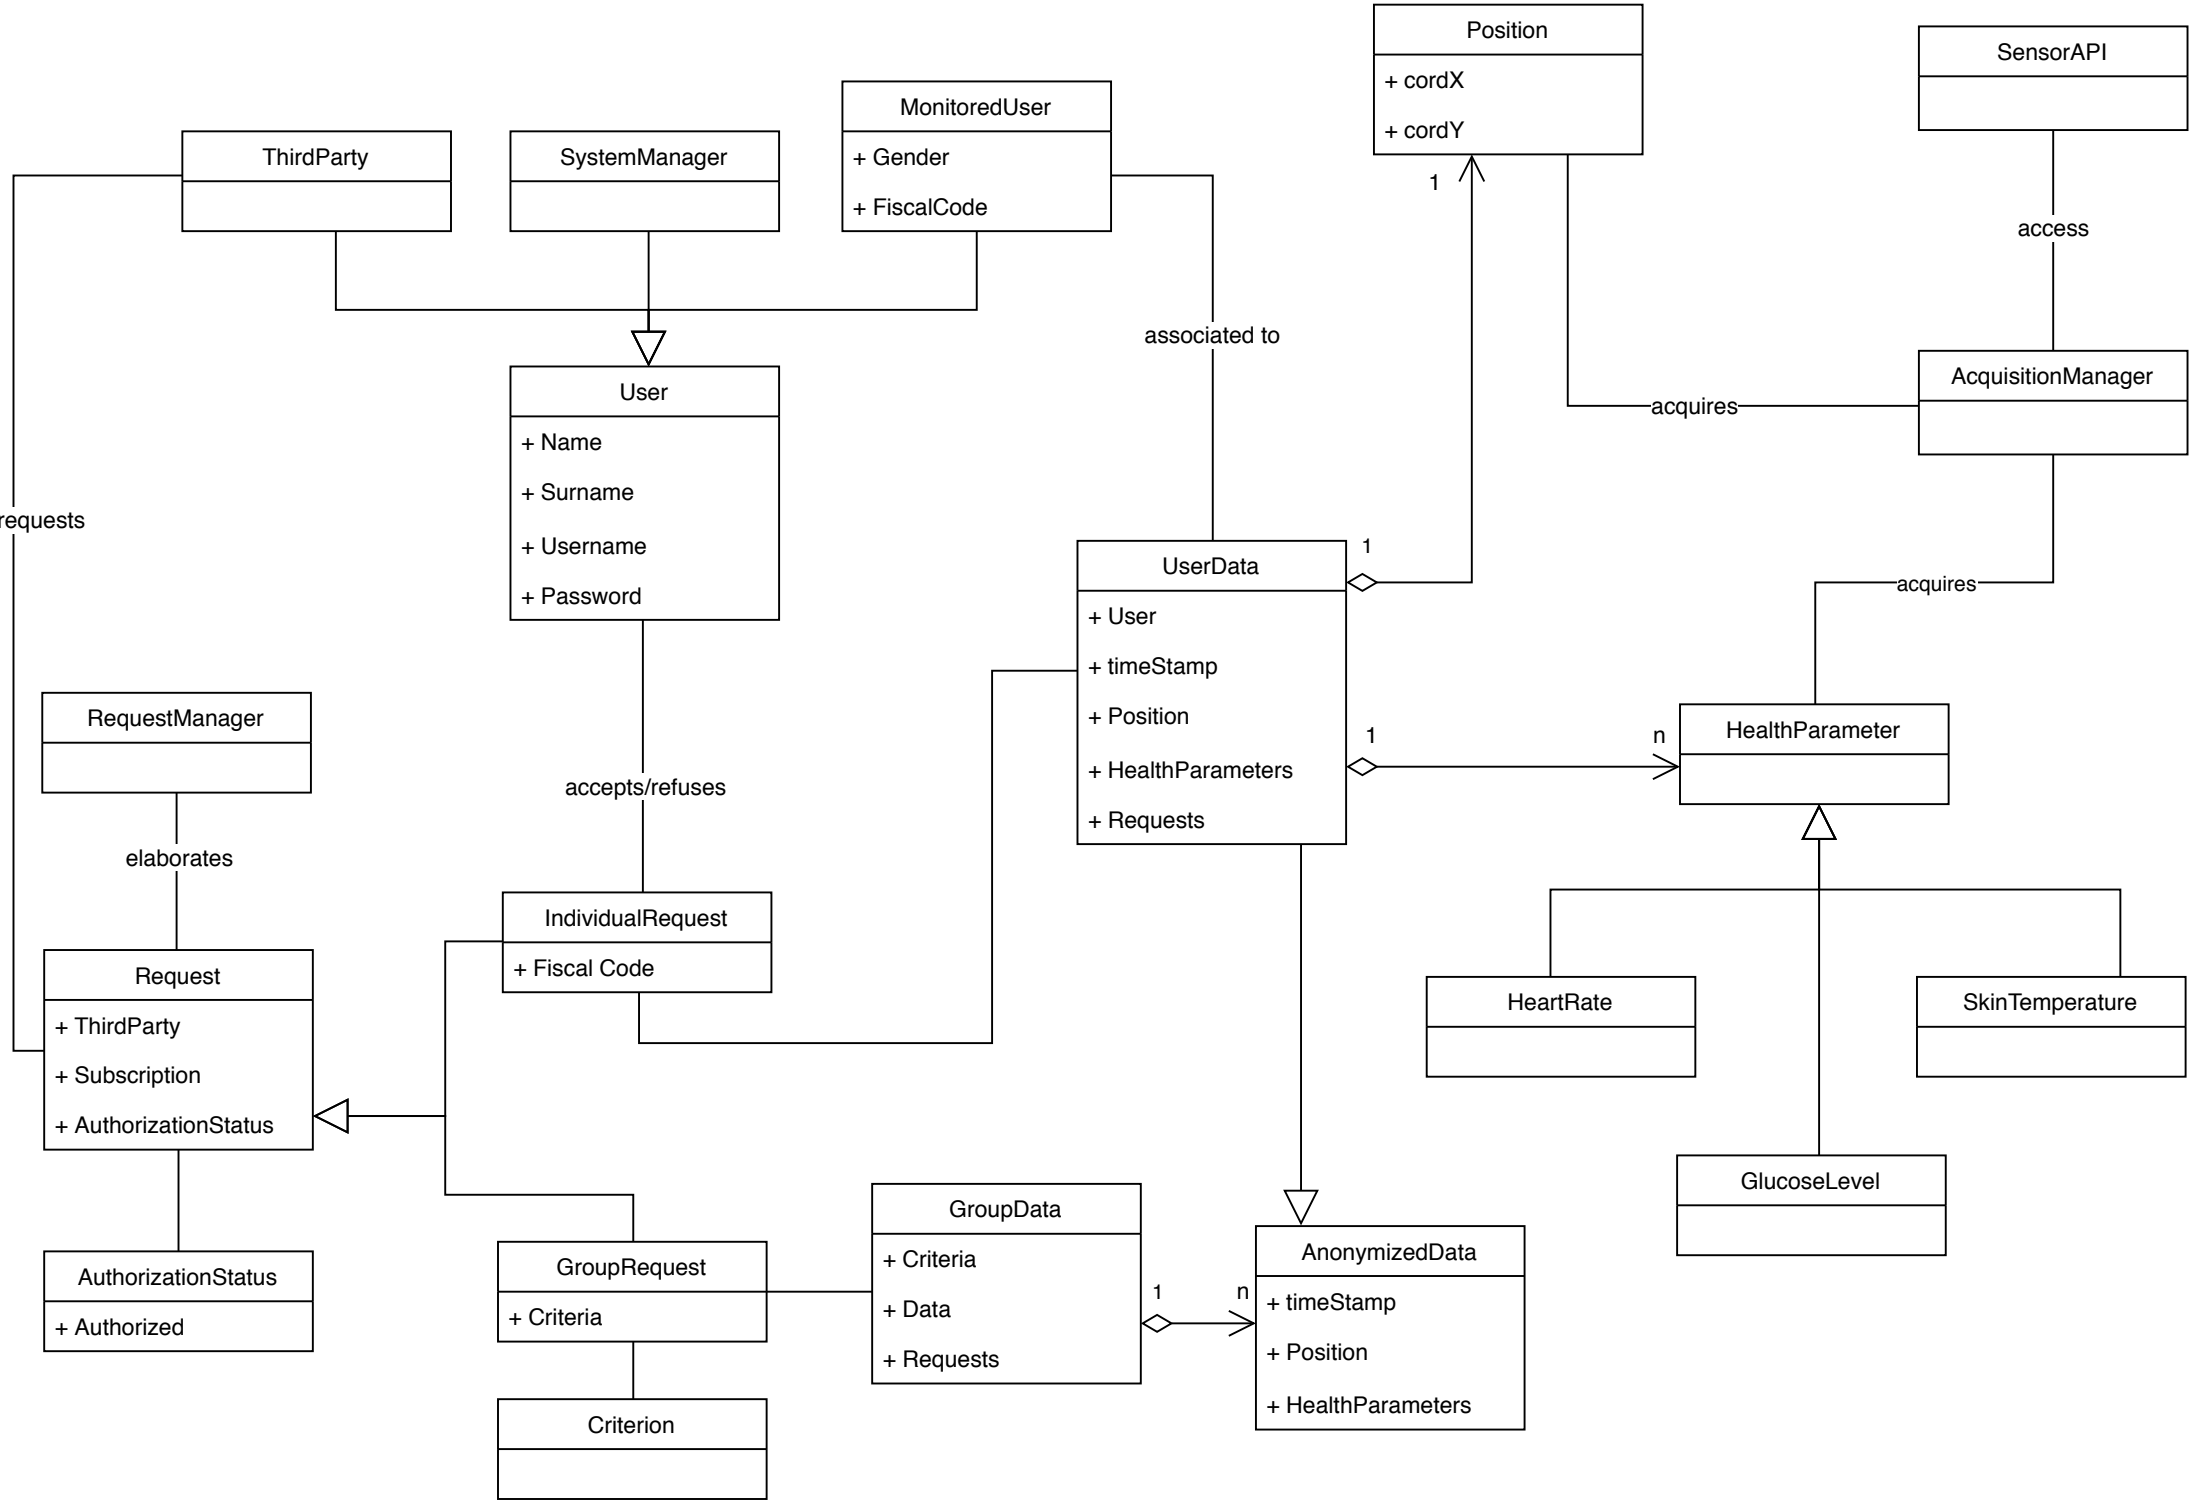 Position
+ cordX
+ cordY
SensorAPI
MonitoredUser
+ Gender
+ FiscalCode
ThirdParty
SystemManager
1
access
associated to
User
+ Name
+ Surname
+ Username
+ Password
AcquisitionManager
acquires
requests
1
UserData
+ User
+ timeStamp
+ Position
+ HealthParameters
+ Requests
acquires
1
n
HealthParameter
RequestManager
accepts/refuses
elaborates
IndividualRequest
+ Fiscal Code
Request
+ ThirdParty
+ Subscription
+ AuthorizationStatus
HeartRate
SkinTemperature
GlucoseLevel
GroupData
+ Criteria
+ Data
+ Requests
1
n
AnonymizedData
+ timeStamp
+ Position
+ HealthParameters
AuthorizationStatus
+ Authorized
GroupRequest
+ Criteria
Criterion